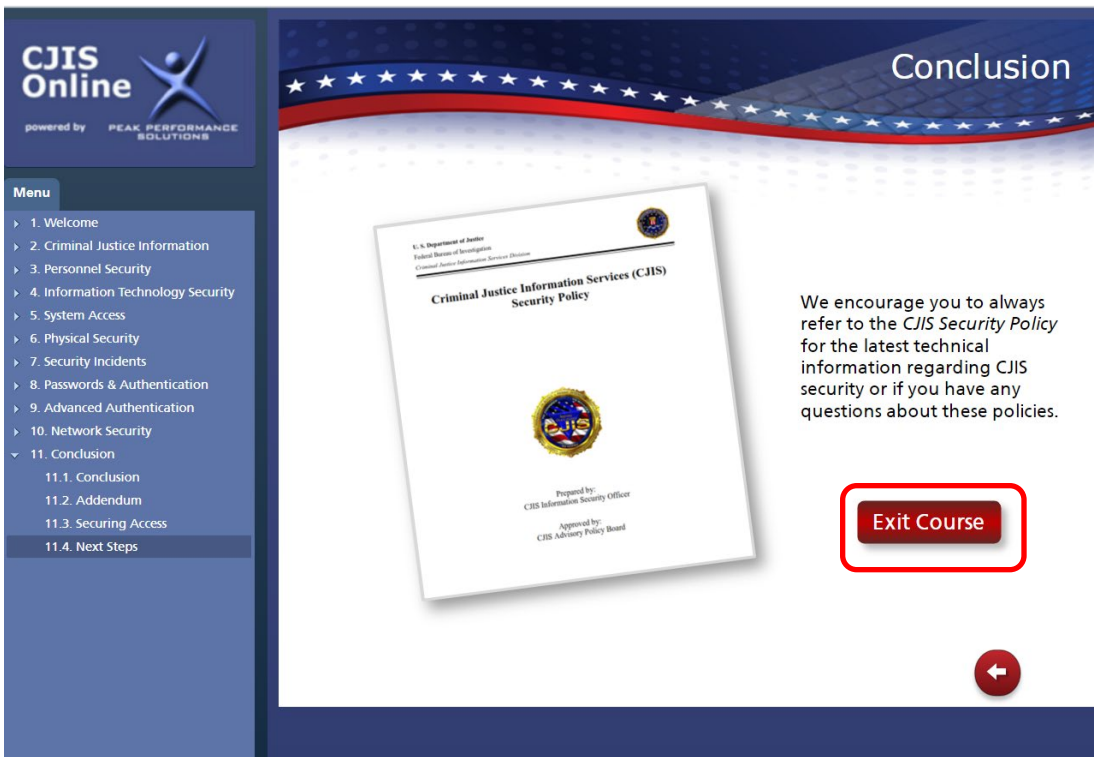 CJIS
Online
powered by PEAK PERFORMANCE
SOLUTIONS
Menu
1. Welcome
2. Criminal Justice Information
3. Personnel Security
4. Information Technology Security
5. System Access
6. Physical Security
7. Security Incidents
8. Passwords & Authentication
9. Advanced Authentication
10. Network Security
11. Conclusion
11.1. Conclusion
11.2. Addendum
11.3. Securing Access
11.4. Next Steps
Conclusion
U. S. Department of Justice
Federal Bureau of Investigation
Criminal Justice Information Services Division
Criminal Justice Information Services (CJIS)
Security Policy
CJIS
Prepared by:
CJIS Information Security Officer
Approved by:
CJIS Advisory Policy Board
We encourage you to always
refer to the CJIS Security Policy
for the latest technical
information regarding CJIS
security or if you have any
questions about these policies.
Exit Course